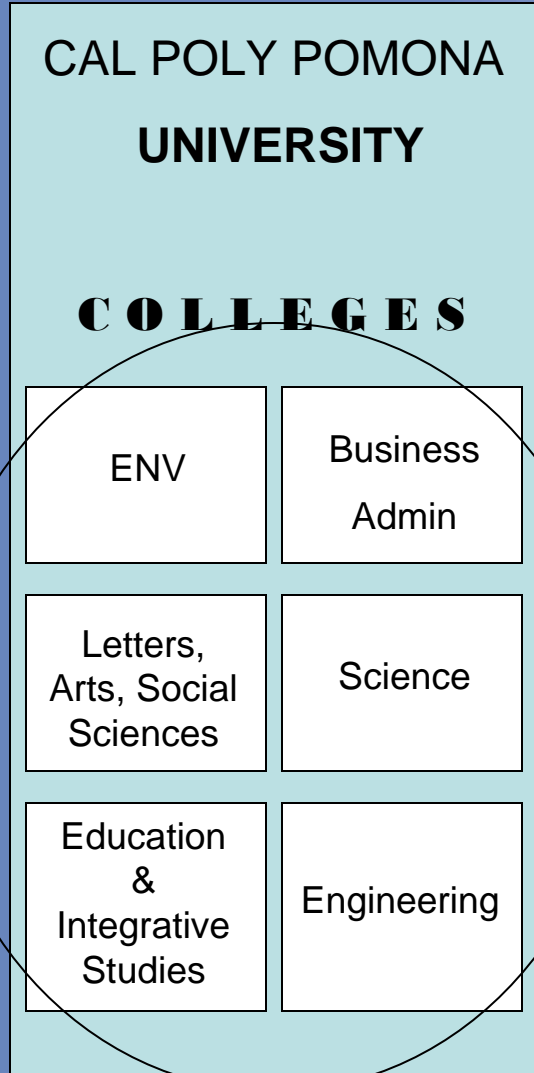 CAL POLY POMONA
UNIVERSITY
COLLEGES
ENV
Business
Admin
Letters,
Arts, Social
Sciences
Science
Education
&
Integrative
Studies
Engineering